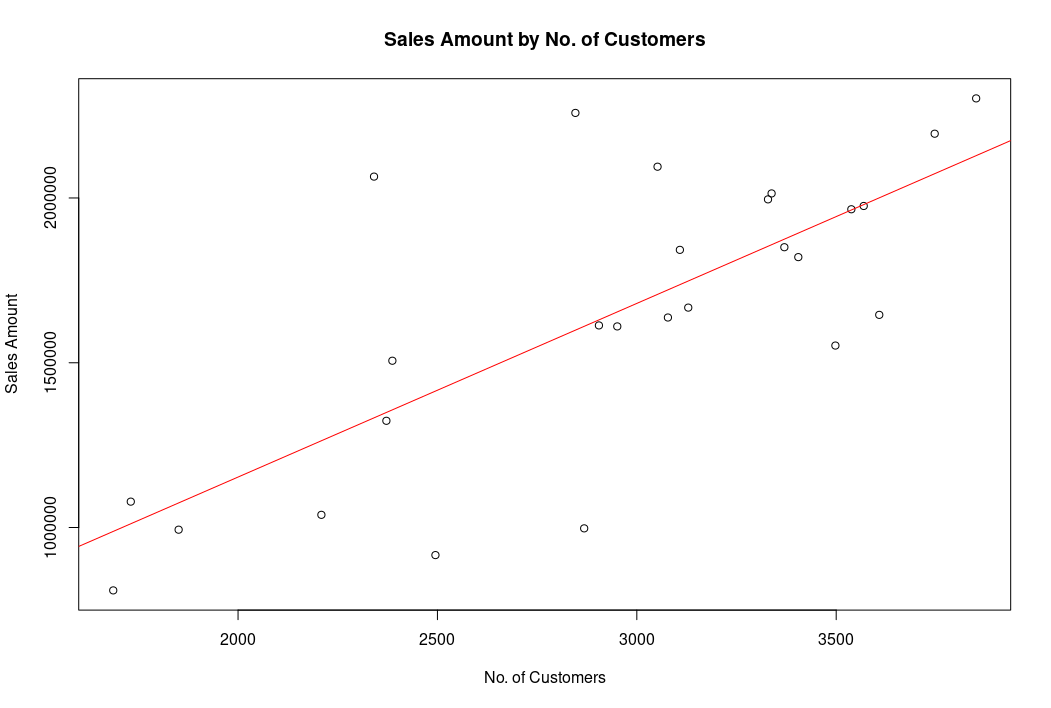 Sales Amount by No. of Customers
Sales Amount
2000000
1500000
1000000
2000 2500 3000 3500
No. of Customers